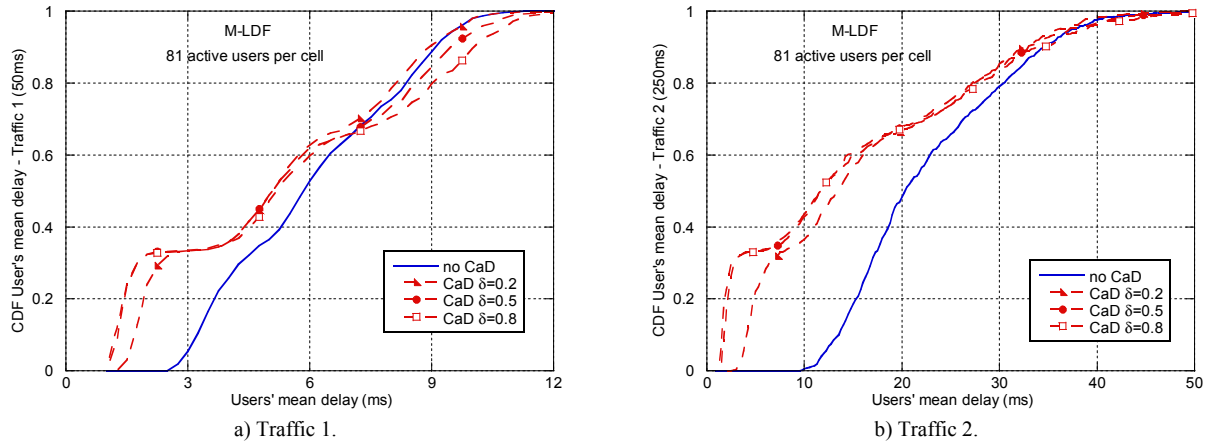 M-LDF
81 active users per cell
CDF User's mean delay - Traffic 1 (50ms)
1
0.8
0.6
0.4
0.2
0
no CaD
CaD δ=0.2
CaD δ=0.5
CaD δ=0.8
0 3 6 9 12
Users' mean delay (ms)
a) Traffic 1.
M-LDF
81 active users per cell
CDF User's mean delay - Traffic 2 (250ms)
1
0.8
0.6
0.4
0.2
0
no CaD
CaD δ=0.2
CaD δ=0.5
CaD δ=0.8
0 10 20 30 40 50
Users' mean delay (ms)
b) Traffic 2.